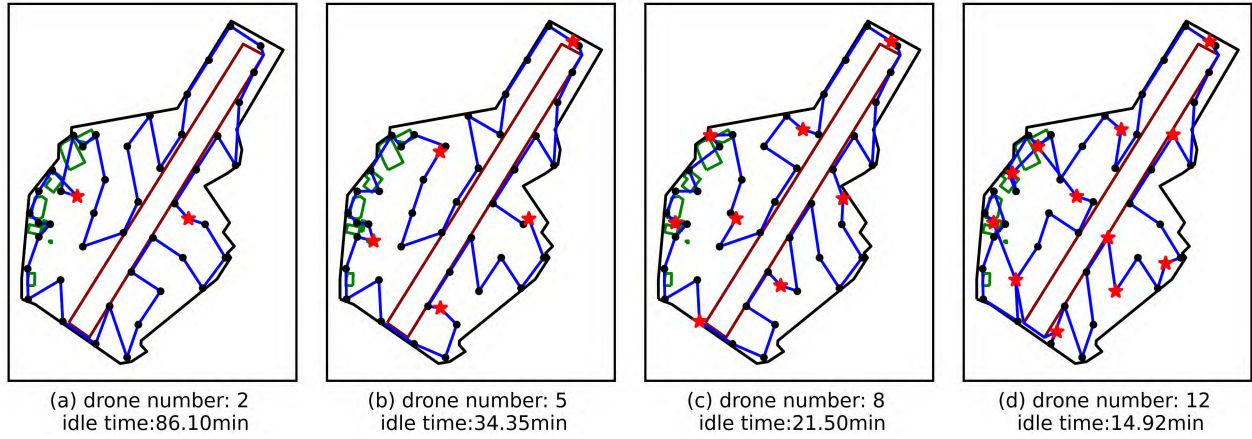 (a) drone number: 2
idle time:86.10min
(b) drone number: 5
idle time:34.35min
(c) drone number: 8
idle time:21.50min
(d) drone number: 12
idle time:14.92min